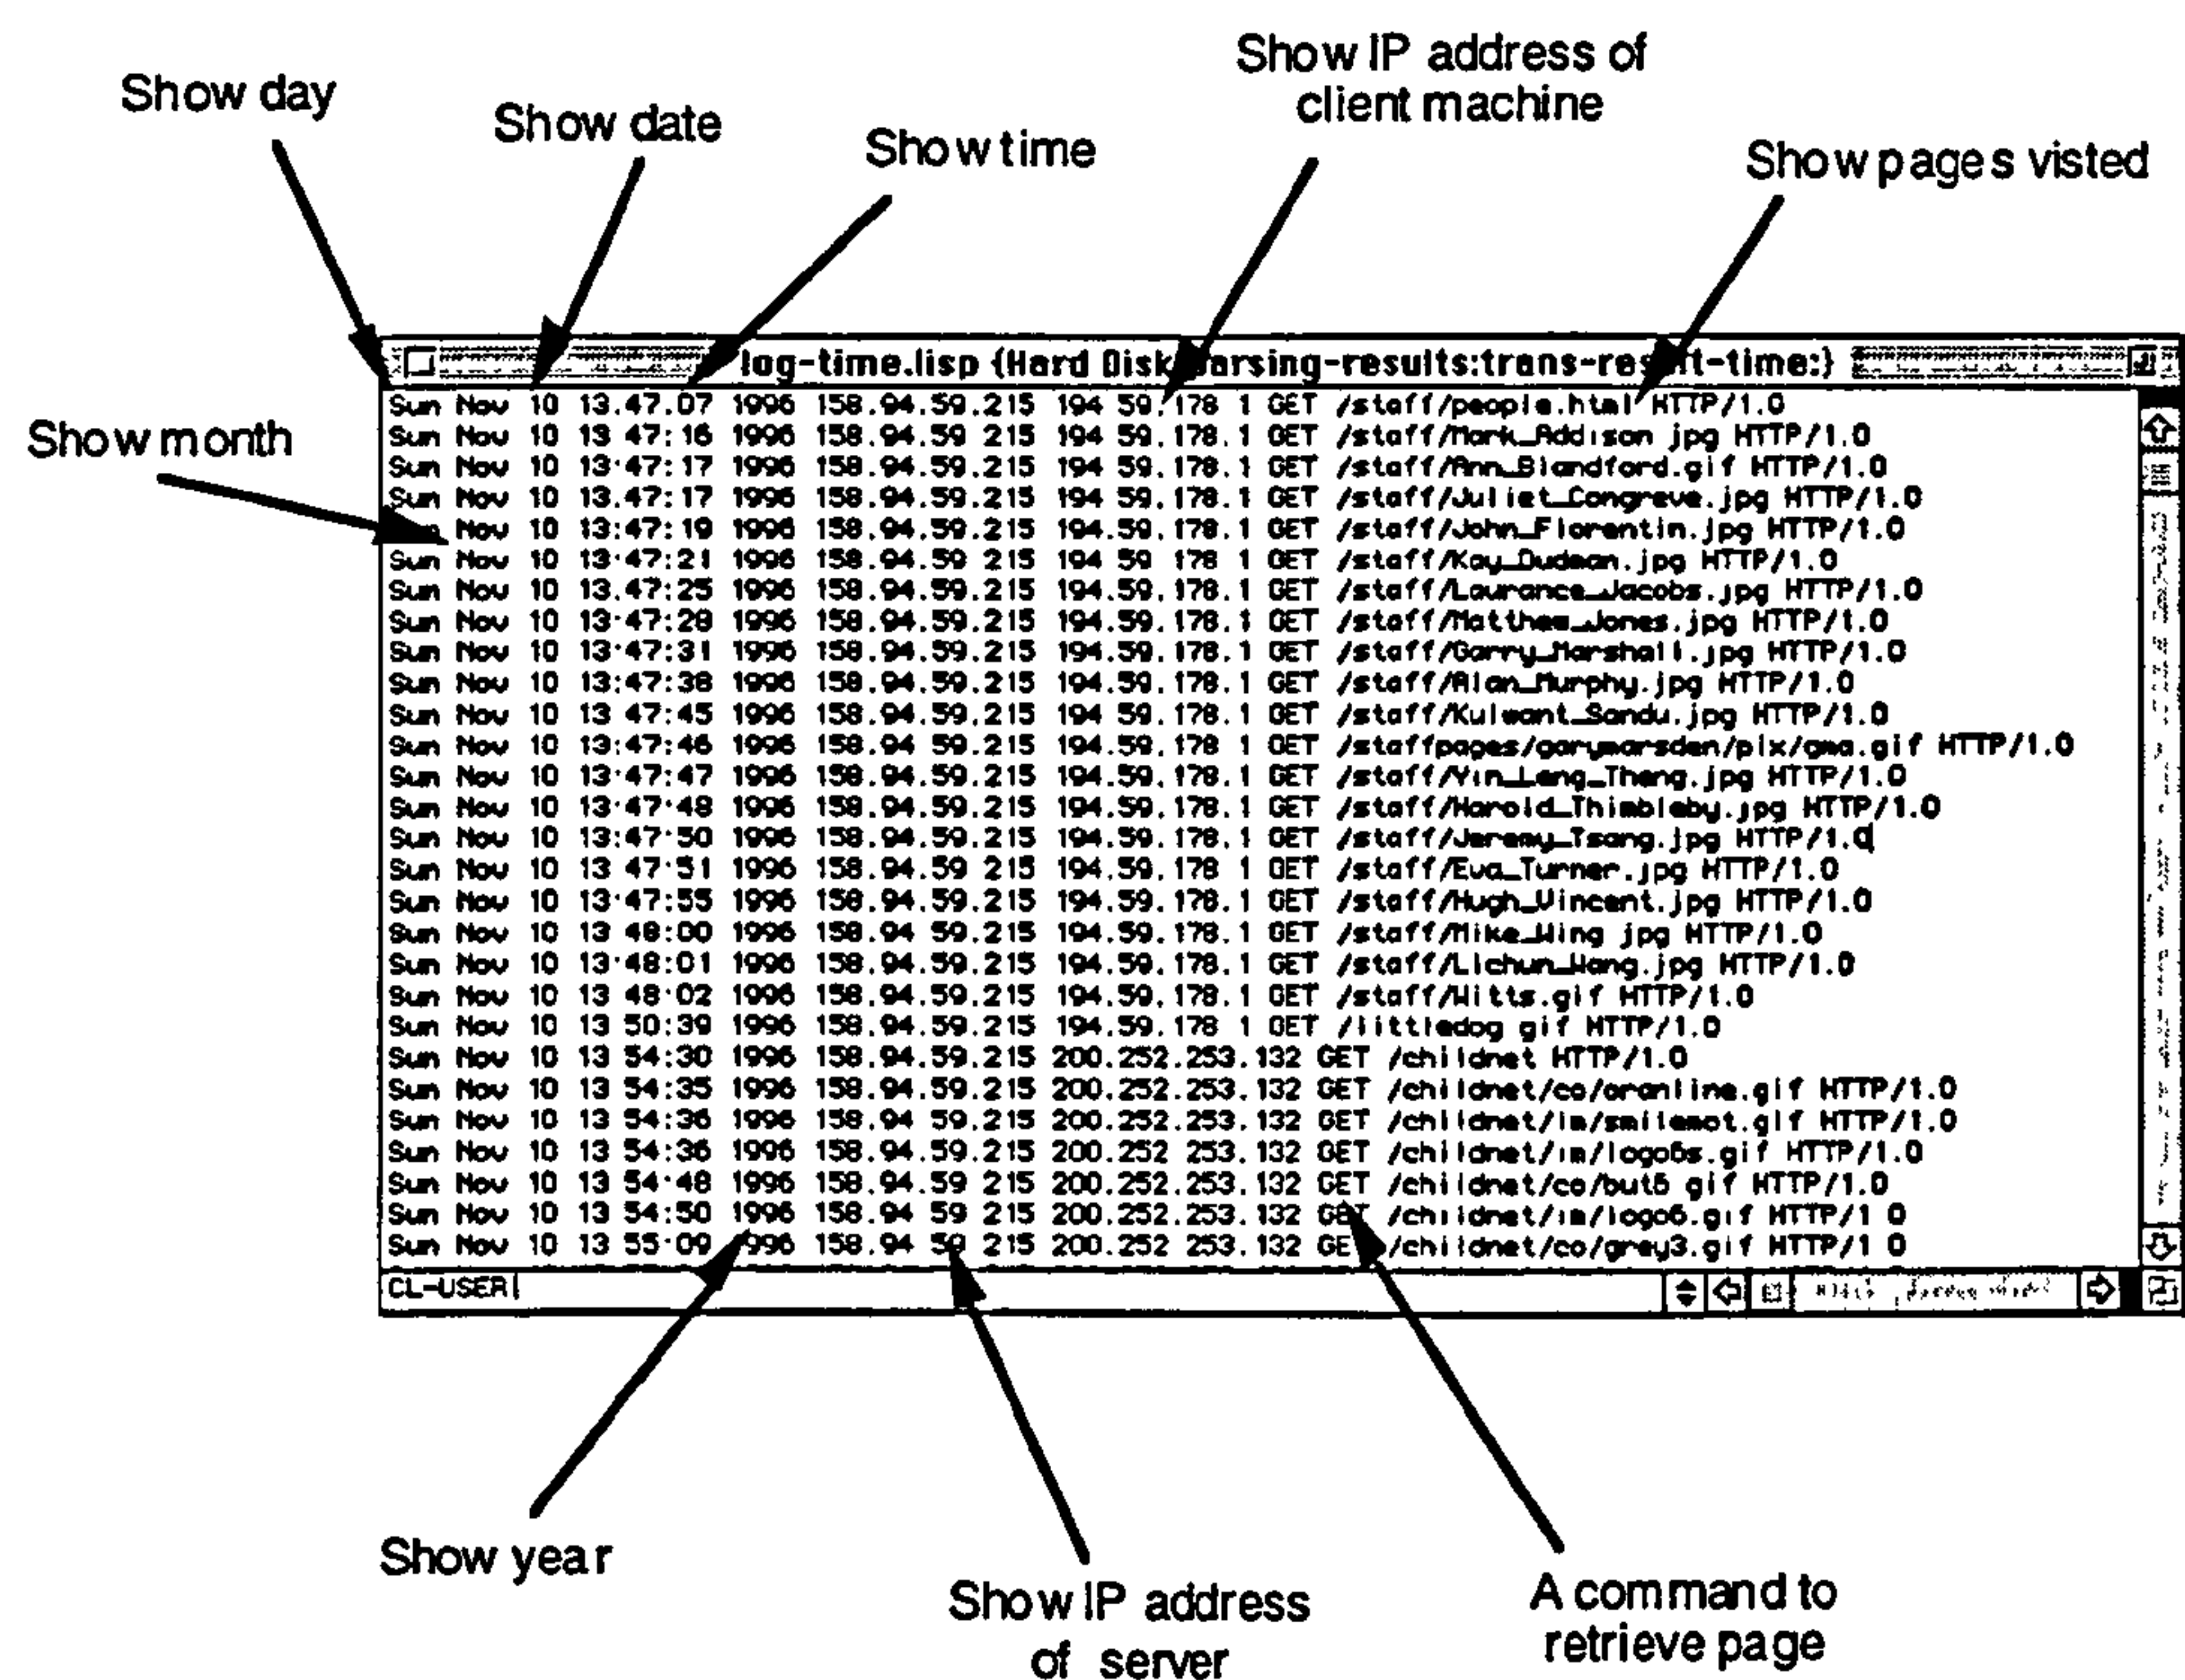 Show day
Show date
Show time
Show IP address of
client machine
Show pages visted
Show month
log-time.lisp {Hard Disk arsing-results:trans-res lt-time:}
Sun Nov 10 13.47.07 1996 158.94.59.215 194 59.178 1 GET /staff/people.html HTTP/1.0
Sun Nov 10 13 47:16 1996 158.94.59 215 194 59.178.1 GET /staff/Mark_Addison jpg HTTP/1.0
Sun Nov 10 13:47:17 1996 158.94.59 215 194 59.178.1 GET /staff/Ann_Blandford.gif HTTP/1.0
Sun Nov 10 13.47:17 1996 158.94.59.215 194 59.178.1 GET /staff/Juliet_Congreve.jpg HTTP/1.0
Nov 10 13:47:19 1996 158.94.59.215 194.59.178.1 GET /staff/John_Florentin.jpg HTTP/1.0
Sun Nov 10 13:47:21 1996 158.94.59 215 194 59 178 1 GET /staff/Kay_Dudman.jpg HTTP/1.0
Sun Nov 10 13.47:25 1996 158.94.59.215 194.59.178.1 GET /staff/Laurance_Jacobs.jpg HTTP/1.0
Sun Nov 10 13:47:28 1996 158.94.59.215 194.59.178.1 GET /staff/Matthew_Jones.jpg HTTP/1.0
Sun Nov 10 13:47:31 1996 158.94.59.215 194.59.178.1 GET /staff/Garry_Marshall.jpg HTTP/1.0
Sun Nov 10 13:47:38 1996 158.94.59.215 194.59.178.1 GET /staff/Alan_Murphy.jpg HTTP/1.0
Sun Nov 10 13 47:45 1996 158.94.59.215 194 59.178.1 GET /staff/Kulwant_Sandu.jpg HTTP/1.0
Sun Nov 10 13:47:46 1996 158.94 59.215 194.59.178 1 GET /staffpages/garymarsden/pix/gma.gif HTTP/1.0
Sun Nov 10 13:47:47 1996 158.94.59.215 194.59.178.1 GET /staff/Yin_Leng_Theng.jpg HTTP/1.0
Sun Nov 10 13:47:48 1996 158.94.59.215 194.59.178.1 GET /staff/Harold_Thimbleby.jpg HTTP/1.0
Sun Nov 10 13:47:50 1996 158.94.59.215 194.59.178.1 GET /staff/Jeremy_Tsang.jpg HTTP/1.0
Sun Nov 10 13 47:51 1996 158.94.59 215 194.59.178 1 GET /staff/Eva_Turner.jpg HTTP/1.0
Sun Nov 10 13:47:55 1996 158.94.59.215 194.59.178.1 GET /staff/Hugh_Vincent.jpg HTTP/1.0
Sun Nov 10 13 48:00 1996 158.94 59.215 194.59.178.1 GET /staff/Mike_Wing jpg HTTP/1.0
Sun Nov 10 13:48:01 1996 158.94.59.215 194.59.178.1 GET /staff/Lichun_Wang.jpg HTTP/1.0
Sun Nov 10 13 48:02 1996 158.94.59.215 194.59.178.1 GET /staff/Witts.gif HTTP/1.0
Sun Nov 10 13 50:39 1996 158.94.59.215 194.59.178 1 GET /littledog gif HTTP/1.0
Sun Nov 10 13 54:30 1996 158.94.59.215 200.252.253.132 GET /childnet HTTP/1.0
Sun Nov 10 13 54:35 1996 158.94.59.215 200.252.253.132 GET /childnet/co/oranline.gif HTTP/1.0
Sun Nov 10 13 54:36 1996 158.94 59.215 200.252.253.132 GET /childnet/im/smilemot.gif HTTP/1.0
Sun Nov 10 13 54:36 1996 158.94.59.215 200.252 253.132 GET /childnet/im/logo6s.gif HTTP/1.0
Sun Nov 10 13 54:48 1996 158.94.59 215 200.252.253.132 GET /childnet/co/but6 gif HTTP/1.0
Sun Nov 10 13 54:50 1996 158.94 59 215 200.252.253.132 GET /childnet/im/logo6.gif HTTP/1 0
Sun Nov 10 13 55:09 1996 158.94 59 215 200.252 253.132 GE /childnet/co/grey3.gif HTTP/1 0
CL-USER
Show year
Show IP address
of server
A command to
retrieve page